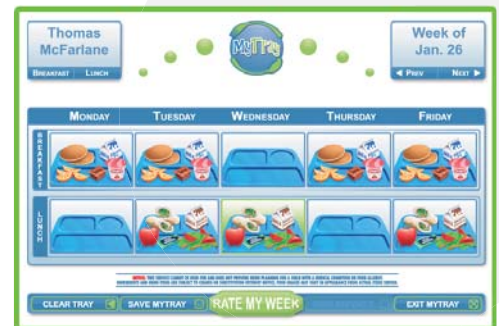 Thomas
McFarlane
BREAKFAST LUNCH
MyTray
Week of
Jan. 26
PREV NEXT
MONDAY TUESDAY WEDNESDAY THURSDAY FRIDAY
BREAKFAST
LUNCH
CLEAR TRAY SAVE MYTRAY RATE MY WEEK EXIT MYTRAY